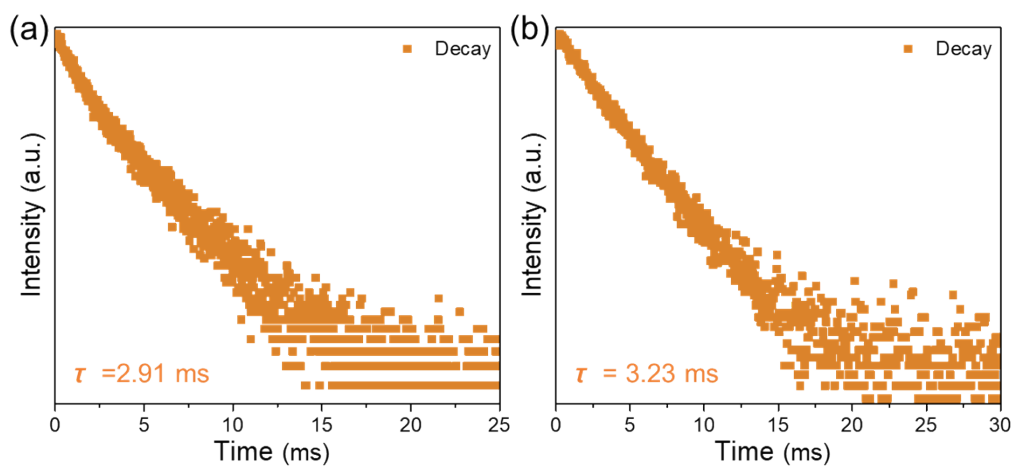 (a)
Decay
Intensity (a.u.)
τ =2.91 ms
0 5 10 15 20 25
Time (ms)
(b)
Decay
Intensity (a.u.)
τ = 3.23 ms
0 5 10 15 20 25 30
Time (ms)